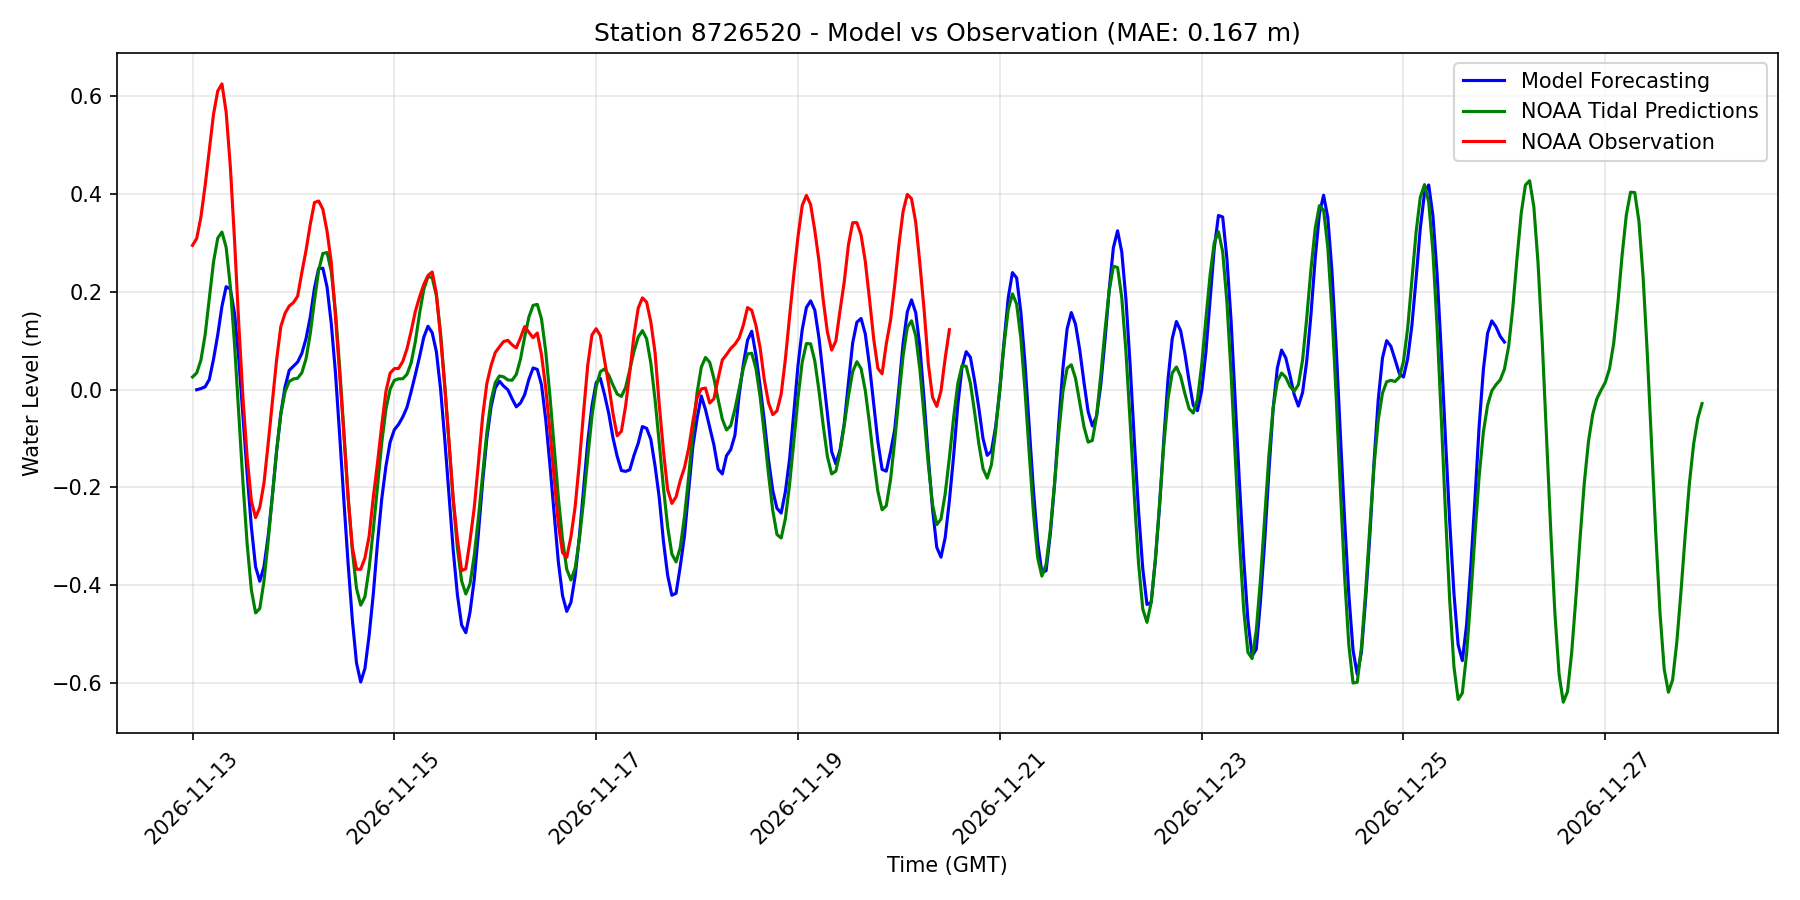 Station 8726520 - Model vs Observation (MAE: 0.167 m)
Model Forecasting
NOAA Tidal Predictions
NOAA Observation
Water Level (m)
0.6
0.4
0.2
0.0
−0.2
−0.4
−0.6
2026-11-13
2026-11-15
2026-11-17
2026-11-19
2026-11-21
2026-11-23
2026-11-25
2026-11-27
Time (GMT)